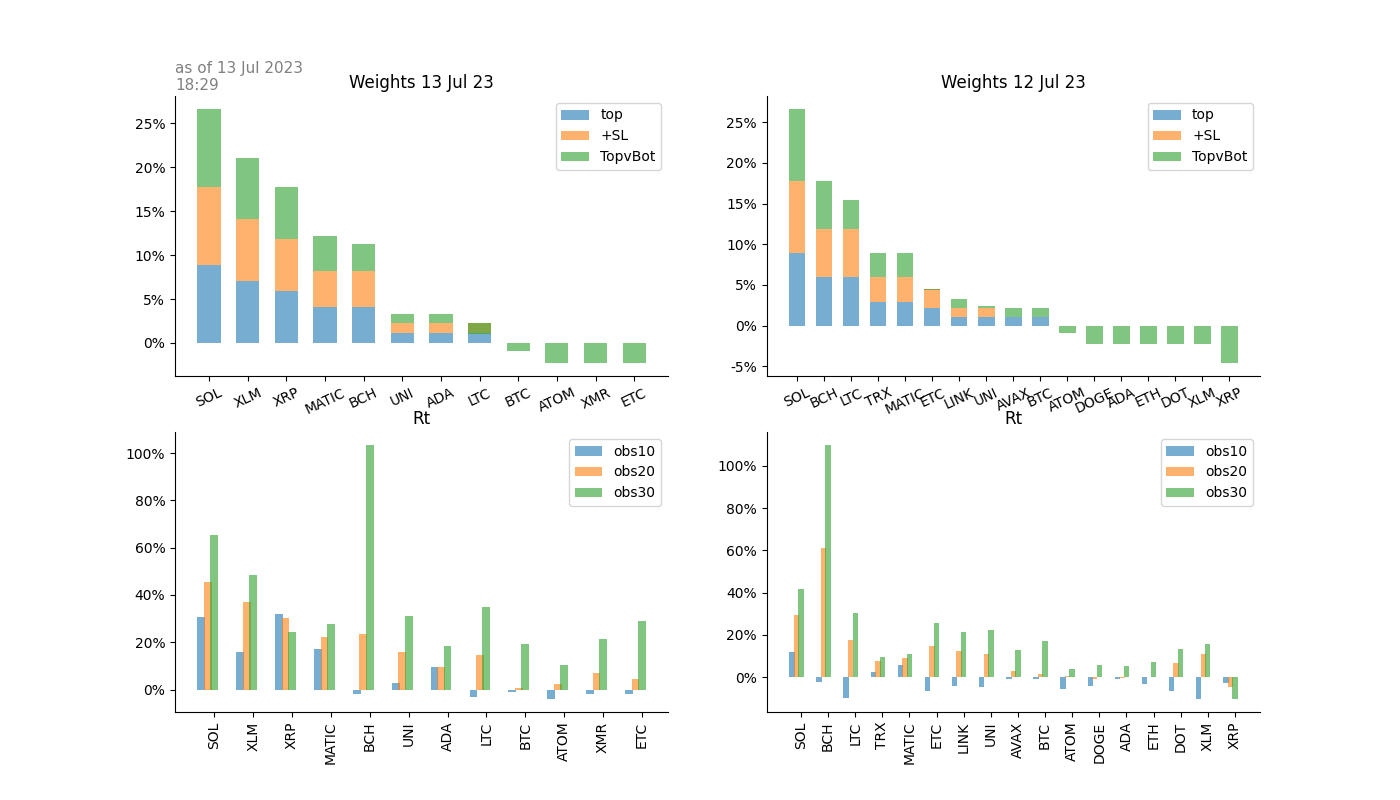 as of 13 Jul 2023
18:29
Weights 13 Jul 23
25%
20%
15%
10%
5%
0%
top
+SL
TopvBot
SOL XLM XRP MATIC BCH UNI ADA LTC BTC ATOM XMR ETC
Weights 12 Jul 23
25%
20%
15%
10%
5%
0%
-5%
top
+SL
TopvBot
SOL BCH LTC TRX MATIC ETC LINK UNI AVAX BTC ATOM DOGE ADA ETH DOT XLM XRP
Rt
100%
80%
60%
40%
20%
0%
obs10
obs20
obs30
SOL XLM XRP MATIC BCH UNI ADA LTC BTC ATOM XMR ETC
Rt
100%
80%
60%
40%
20%
0%
obs10
obs20
obs30
SOL BCH LTC TRX MATIC ETC LINK UNI AVAX BTC ATOM DOGE ADA ETH DOT XLM XRP